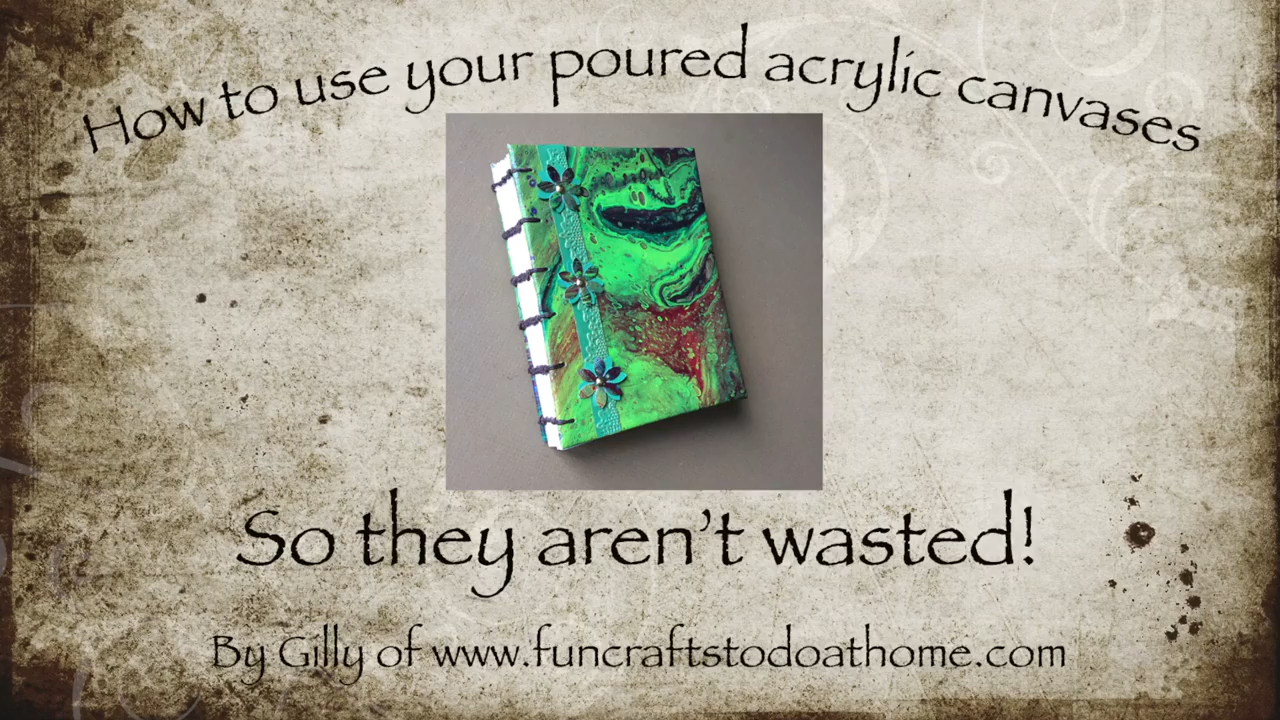 How to use your poured acrylic canvases
So they aren't wasted!
By Gilly of www.funcraftstodoathome.com